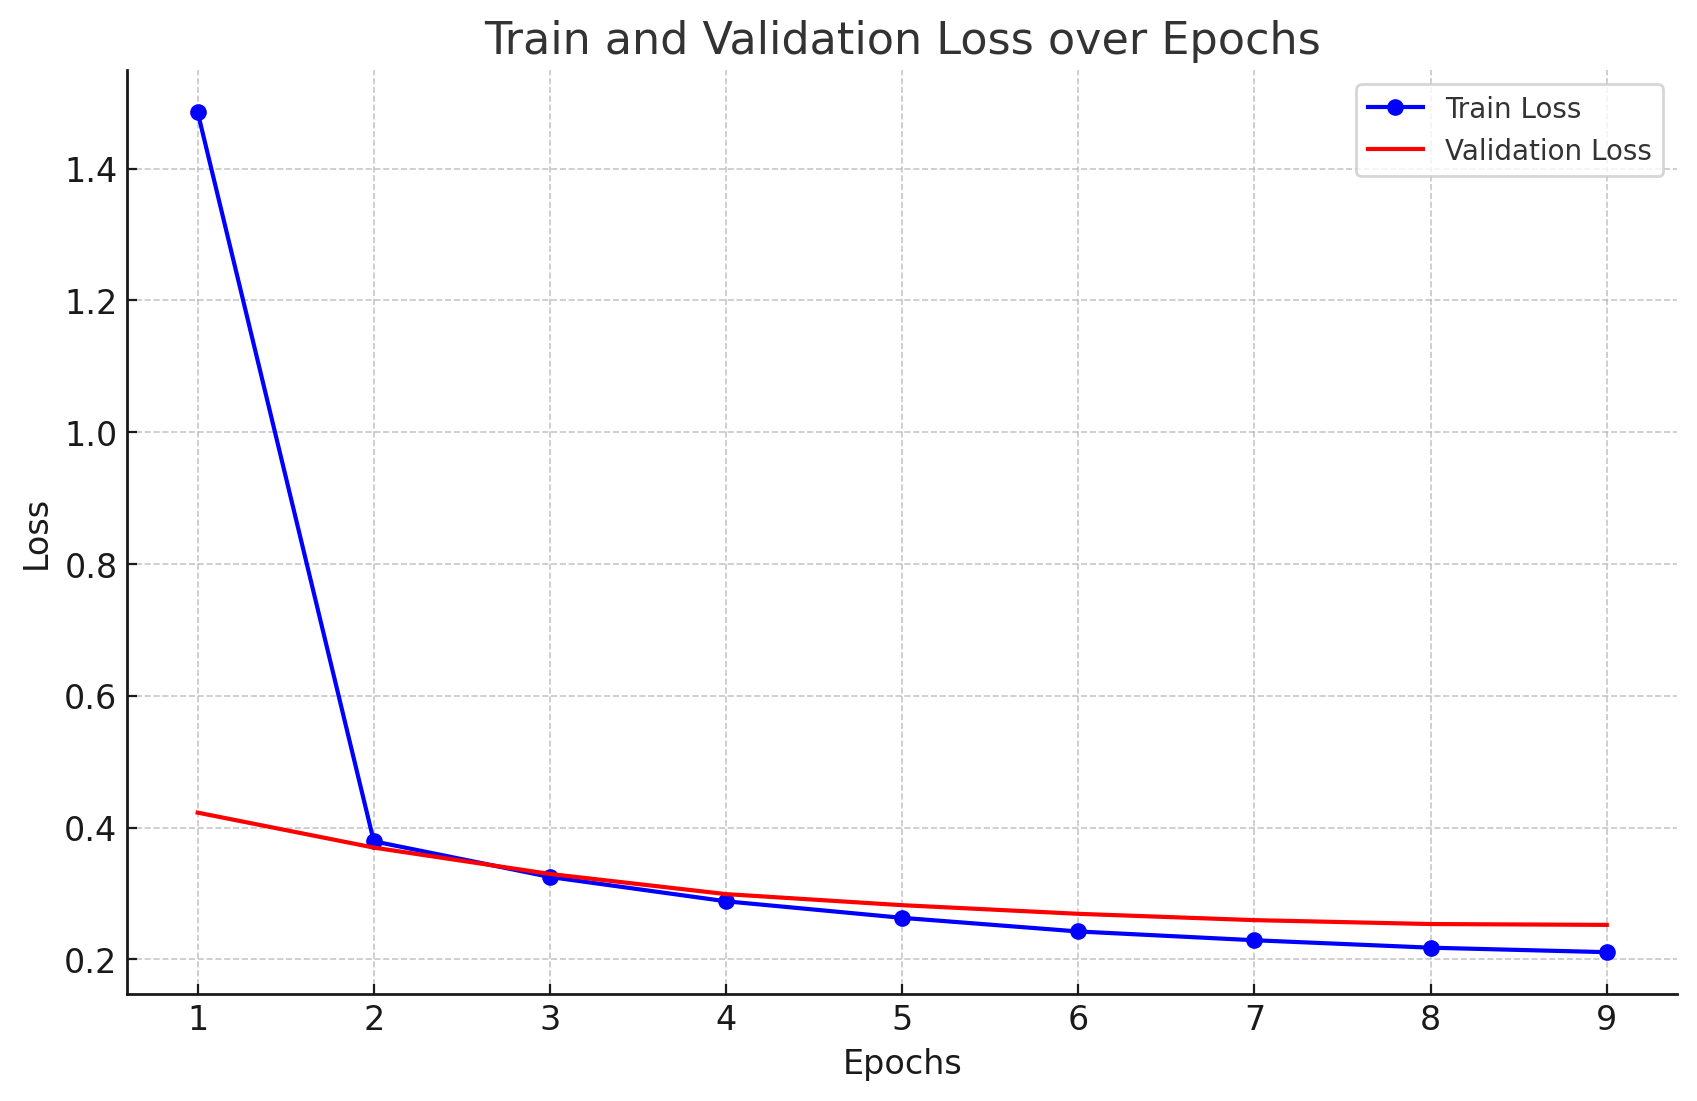 Train and Validation Loss over Epochs
Train Loss
Validation Loss
Loss
1.4
1.2
1.0
0.8
0.6
0.4
0.2
1 2 3 4 5 6 7 8 9
Epochs